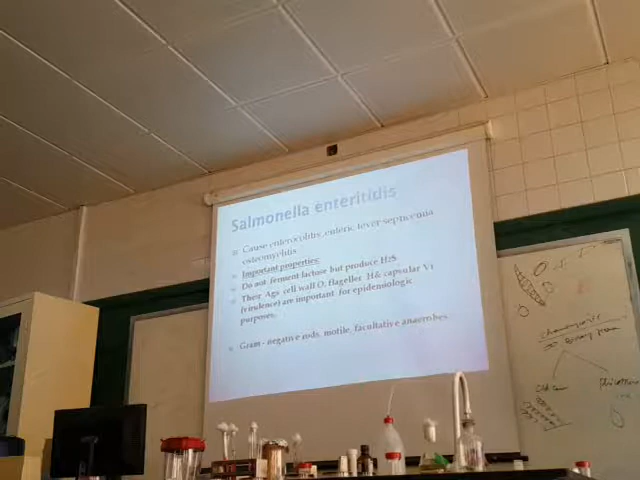 Salmonella enteritidis
Cause enterocolitis, enteric fever septicemia
osteomyelitis
Important properties:
Do not ferment lactose but produce H2S
Their Ags cell wall O, flageller H& capsular Vi
(virulence) are important for epidemiologic
purposes.
Gram - negative rods, motile, facultative anaerobes